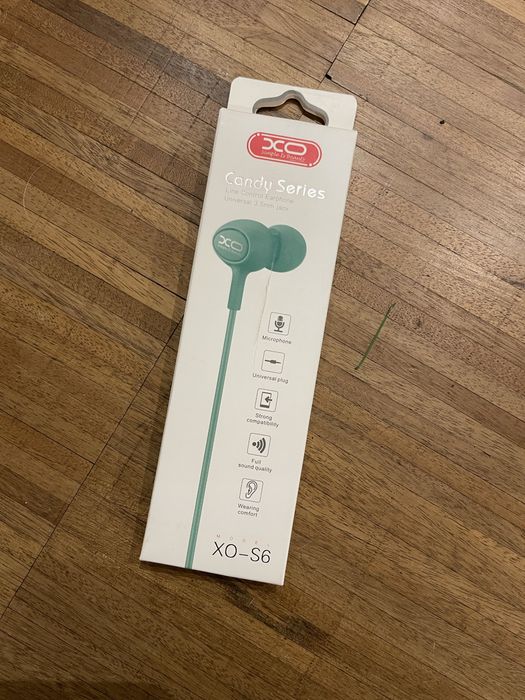 XO
Simple is beauty
Candy Series
Line Control Earphone
Universal 3.5mm Jack
XO
Microphone
Universal plug
Strong
compatibility
Full
sound quality
Wearing
comfort
MODEL
XO-S6